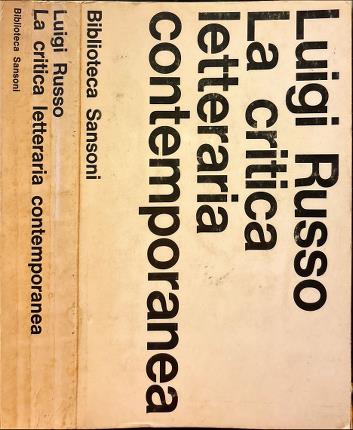 Luigi Russo
La critica
letteraria
contemporanea
Biblioteca Sansoni
Luigi Russo
La critica letteraria contemporanea
Biblioteca Sansoni